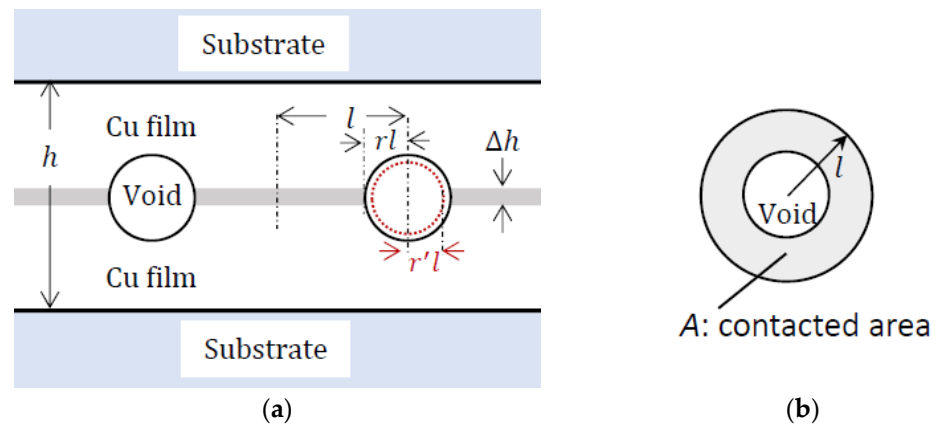 Substrate
Cu film
l
rl
Δh
h
Void
r′l
Cu film
Substrate
(a)
l
Void
A: contacted area
(b)